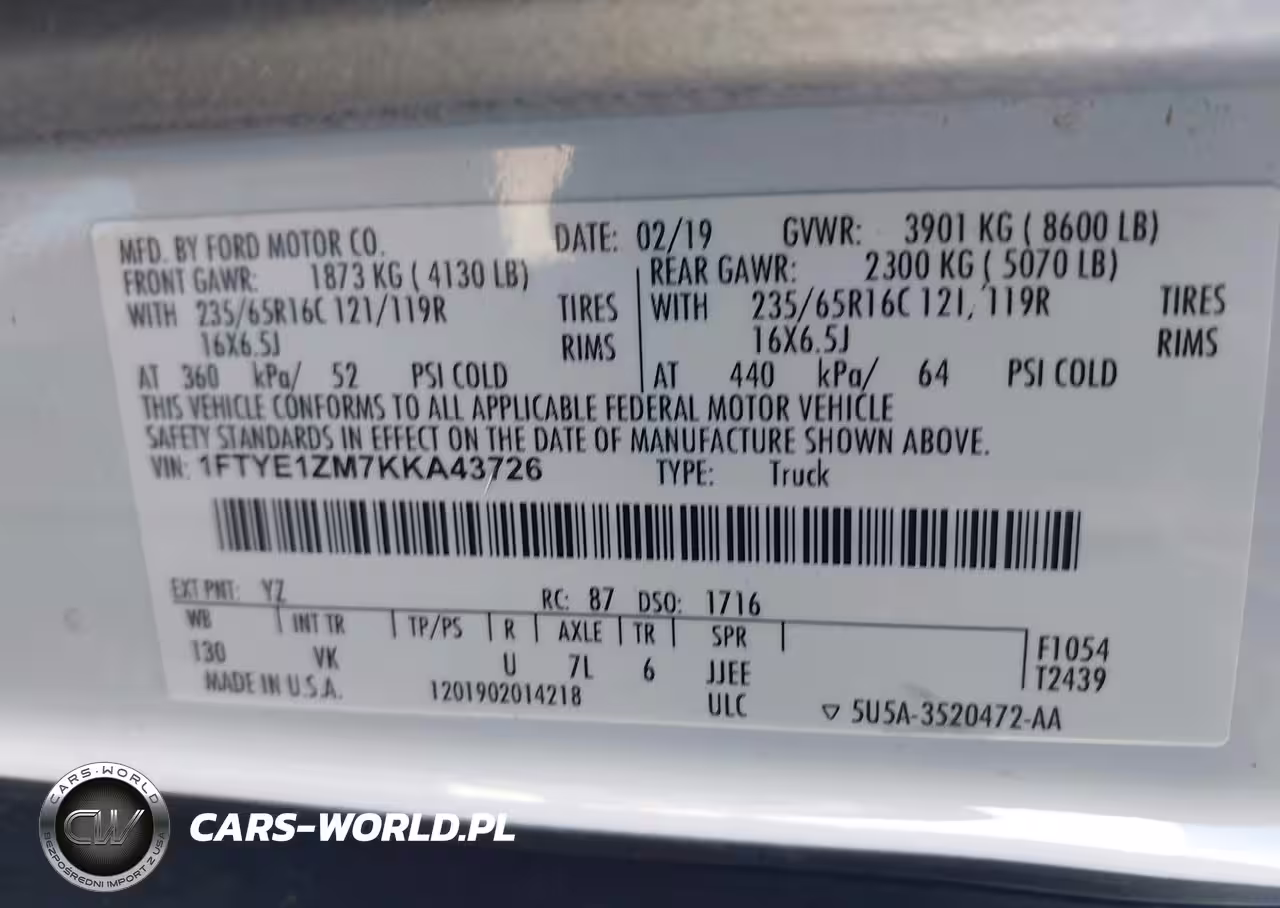 MFD. BY FORD MOTOR CO. DATE: 02/19 GVWR: 3901 KG ( 8600 LB)
FRONT GAWR: 1873 KG ( 4130 LB) REAR GAWR: 2300 KG ( 5070 LB)
WITH 235/65R16C 121/119R TIRES WITH 235/65R16C 121/119R TIRES
16X6.5J RIMS 16X6.5J RIMS
AT 360 kPa/ 52 PSI COLD AT 440 kPa/ 64 PSI COLD
THIS VEHICLE CONFORMS TO ALL APPLICABLE FEDERAL MOTOR VEHICLE
SAFETY STANDARDS IN EFFECT ON THE DATE OF MANUFACTURE SHOWN ABOVE.
VIN: 1FTYE1ZM7KKA43726 TYPE: Truck
EXT PNT: YZ RC: 87 DSO: 1716
WB INT TR TP/PS R AXLE TR SPR F1054
130 VK U 7L 6 JJEE T2439
MADE IN U.S.A. 1201902014218 ULC ▽ 5U5A-3520472-AA
CARS-WORLD
CW
BEZPOŚREDNI IMPORT Z USA
CARS-WORLD.PL